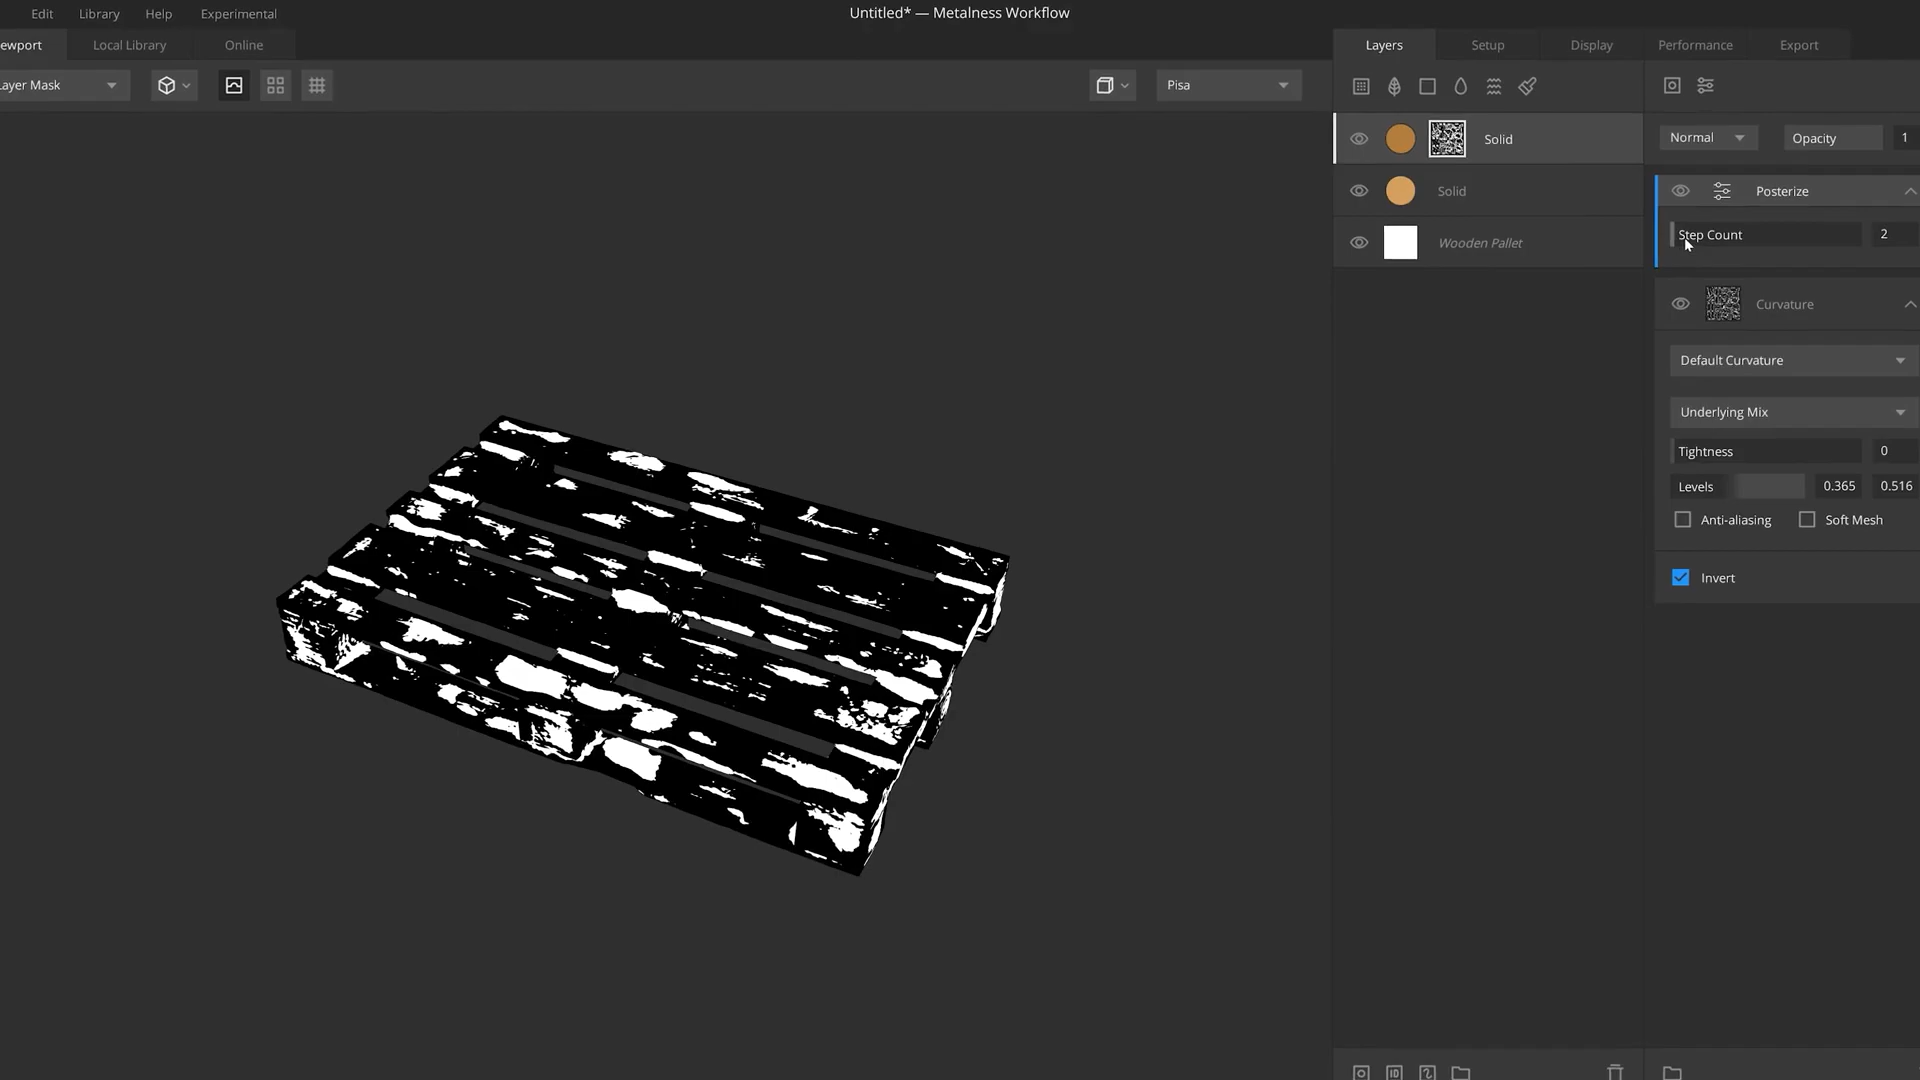 Edit Library Help Experimental Untitled* — Metalness Workflow
ewport Local Library Online Layers Setup Display Performance Export
ayer Mask Pisa
Solid Normal Opacity 1
Solid Posterize
Step Count 2
Wooden Pallet
Curvature
Default Curvature
Underlying Mix
Tightness 0
Levels 0.365 0.516
Anti-aliasing Soft Mesh
Invert
ID